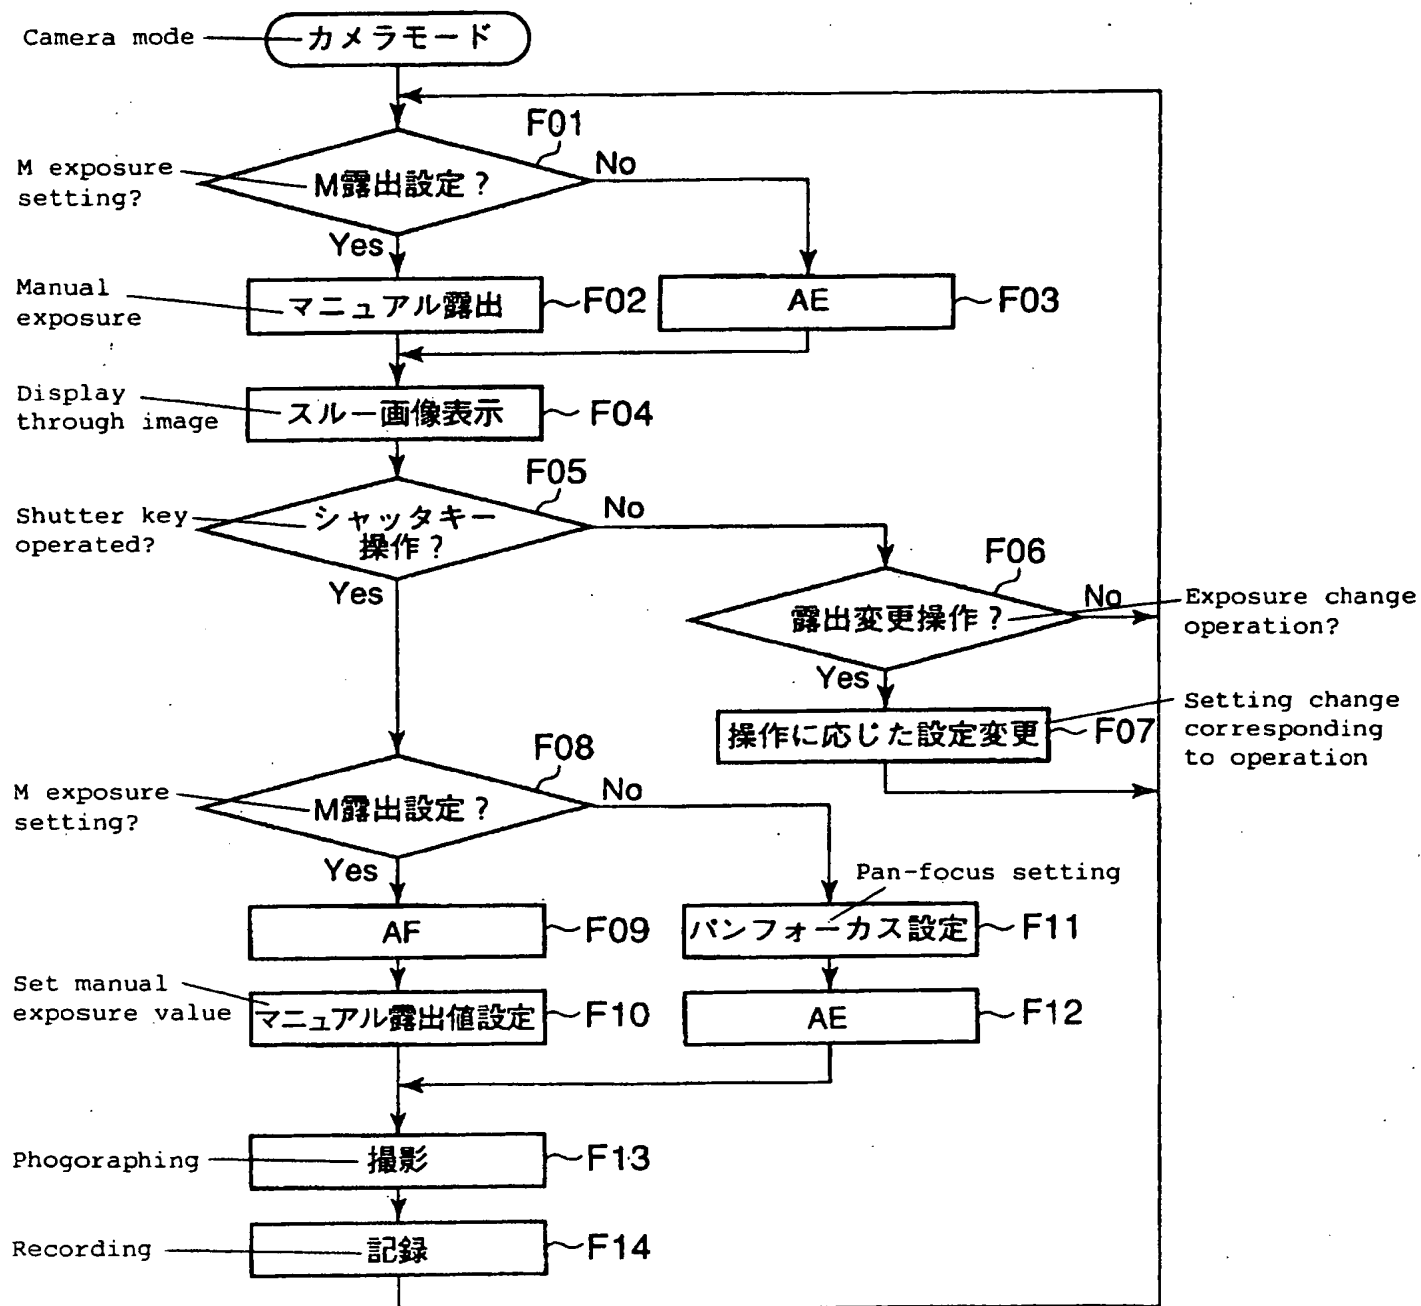 Camera mode
カメラモード
F01
No
M exposure
setting?
M露出設定？
Yes
Manual
exposure
マニュアル露出
F02
AE
F03
Display
through image
スルー画像表示
F04
F05
No
Shutter key
operated?
シャッタキー
操作？
Yes
F06
No
露出変更操作？
Exposure change
operation?
Yes
操作に応じた設定変更
F07
Setting change
corresponding
to operation
F08
No
M exposure
setting?
M露出設定？
Yes
Pan-focus setting
AF
F09
パンフォーカス設定
F11
Set manual
exposure value
マニュアル露出値設定
F10
AE
F12
Phogoraphing
撮影
F13
Recording
記録
F14